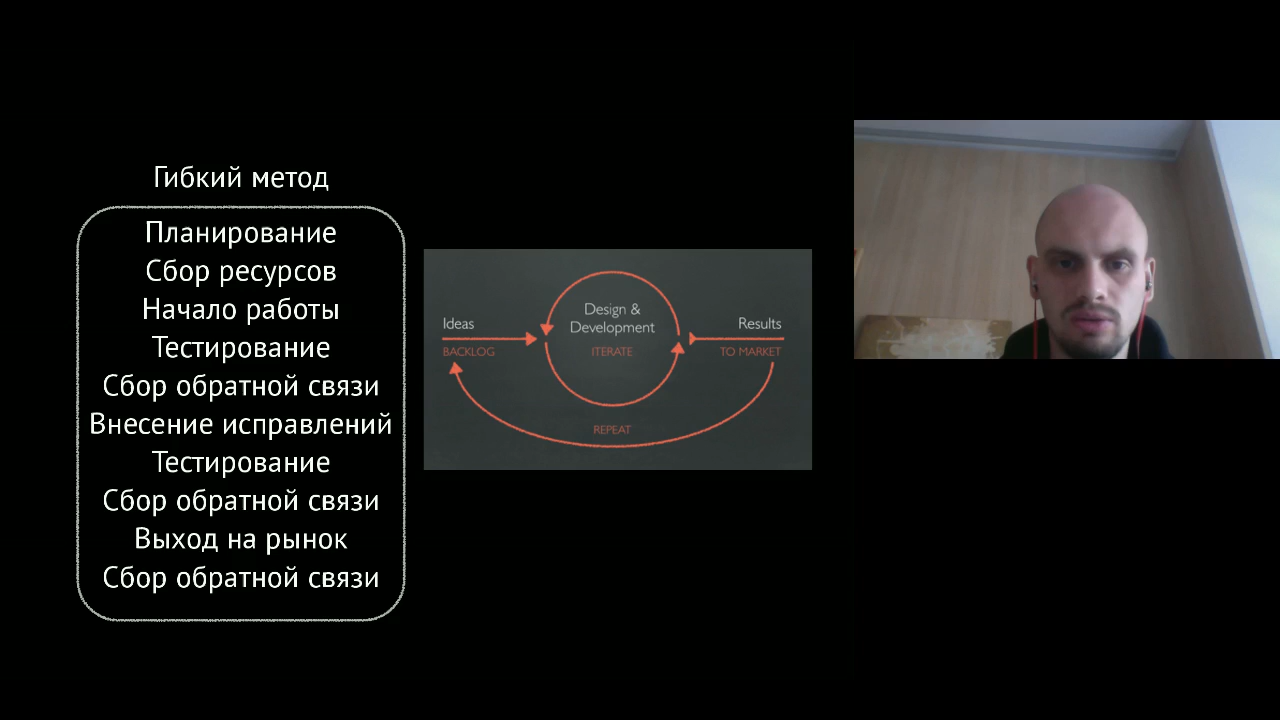 Гибкий метод
Планирование
Сбор ресурсов
Начало работы
Тестирование
Сбор обратной связи
Внесение исправлений
Тестирование
Сбор обратной связи
Выход на рынок
Сбор обратной связи
Ideas
BACKLOG
Design &
Development
ITERATE
Results
TO MARKET
REPEAT